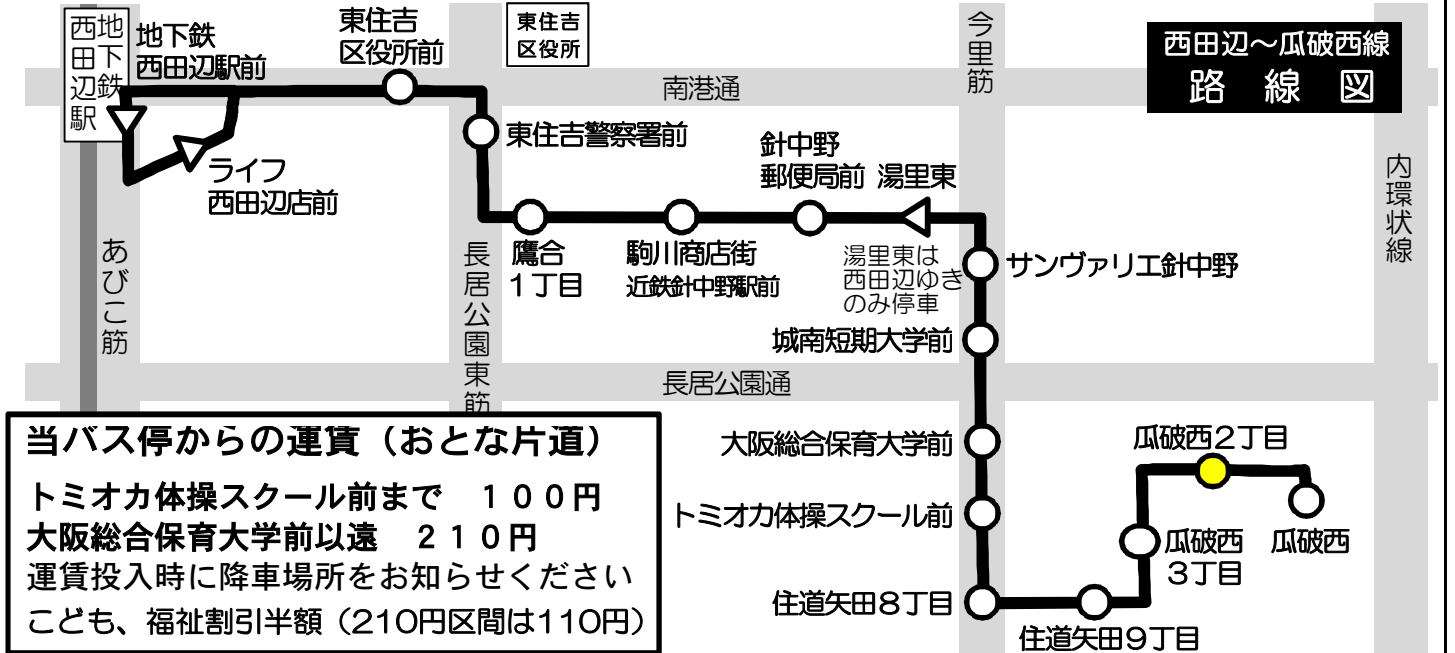 地下鉄
西田辺駅
地下鉄
西田辺駅前
東住吉
区役所前
東住吉
区役所
今里筋
西田辺～瓜破西線
路線図
南港通
東住吉警察署前
針中野
郵便局前
湯里東
ライフ
西田辺店前
内環状線
あびこ筋
長居公園東筋
鷹合
1丁目
駒川商店街
近鉄針中野駅前
湯里東は
西田辺ゆき
のみ停車
サンヴァリエ針中野
城南短期大学前
長居公園通
当バス停からの運賃（おとな片道）
トミオカ体操スクール前まで　１００円
大阪総合保育大学前以遠　２１０円
運賃投入時に降車場所をお知らせください
こども、福祉割引半額（210円区間は110円）
大阪総合保育大学前
トミオカ体操スクール前
住道矢田8丁目
瓜破西2丁目
瓜破西
3丁目
瓜破西
住道矢田9丁目